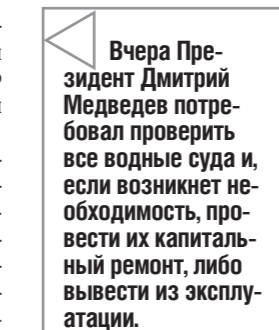 Вчера Пре-
зидент Дмитрий
Медведев потре-
бовал проверить
все водные суда и,
если возникнет не-
обходимость, про-
вести их капиталь-
ный ремонт, либо
вывести из эксплу-
атации.